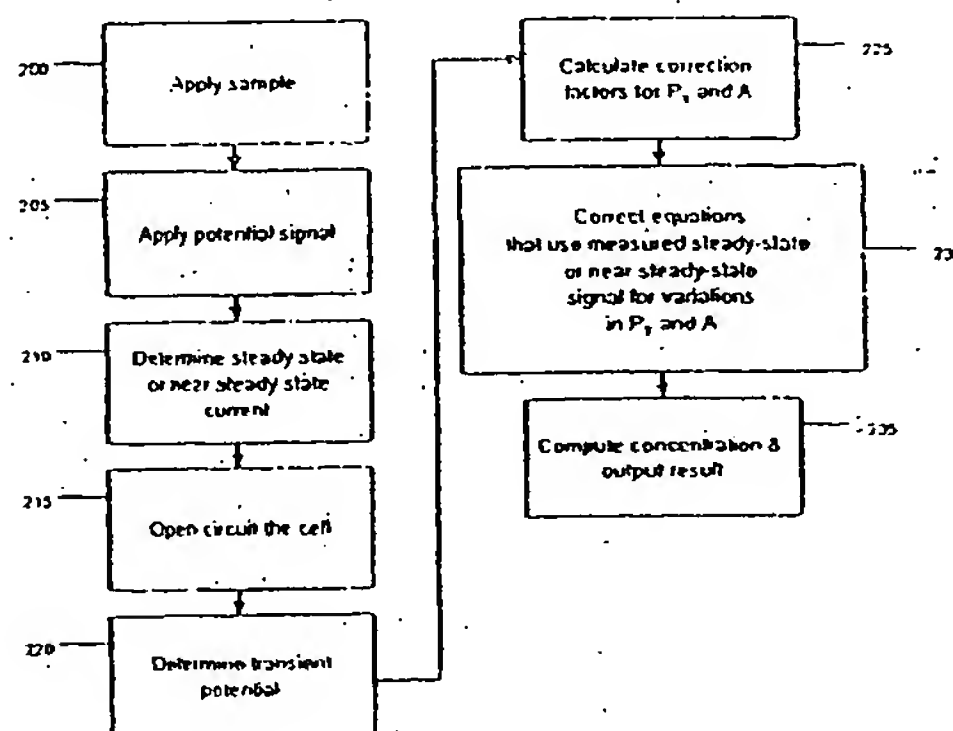 200
Apply sample
205
Apply potential signal
210
Determine steady state
or near steady state
current
215
Open circuit the cell
220
Determine transient
potential
225
Calculate correction
factors for P and A
Correct equations
that use measured steady-state
or near steady-state
signal for variations
in P and A
23
Compute concentration &
output result
235